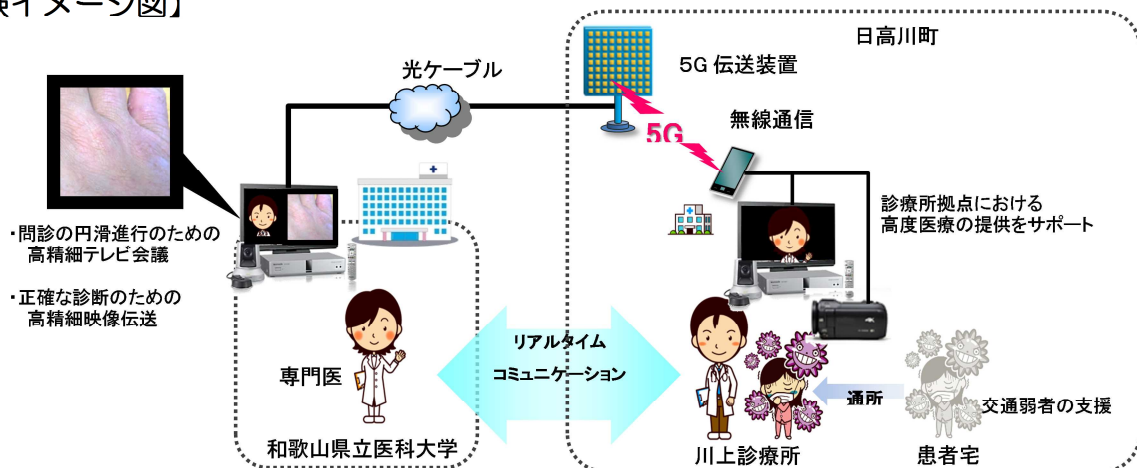 験イメージ図】
日高川町
光ケーブル
5G 伝送装置
5G
無線通信
診療所拠点における
高度医療の提供をサポート
・問診の円滑進行のための
高精細テレビ会議
・正確な診断のための
高精細映像伝送
専門医
リアルタイム
コミュニケーション
通所
交通弱者の支援
和歌山県立医科大学
川上診療所
患者宅